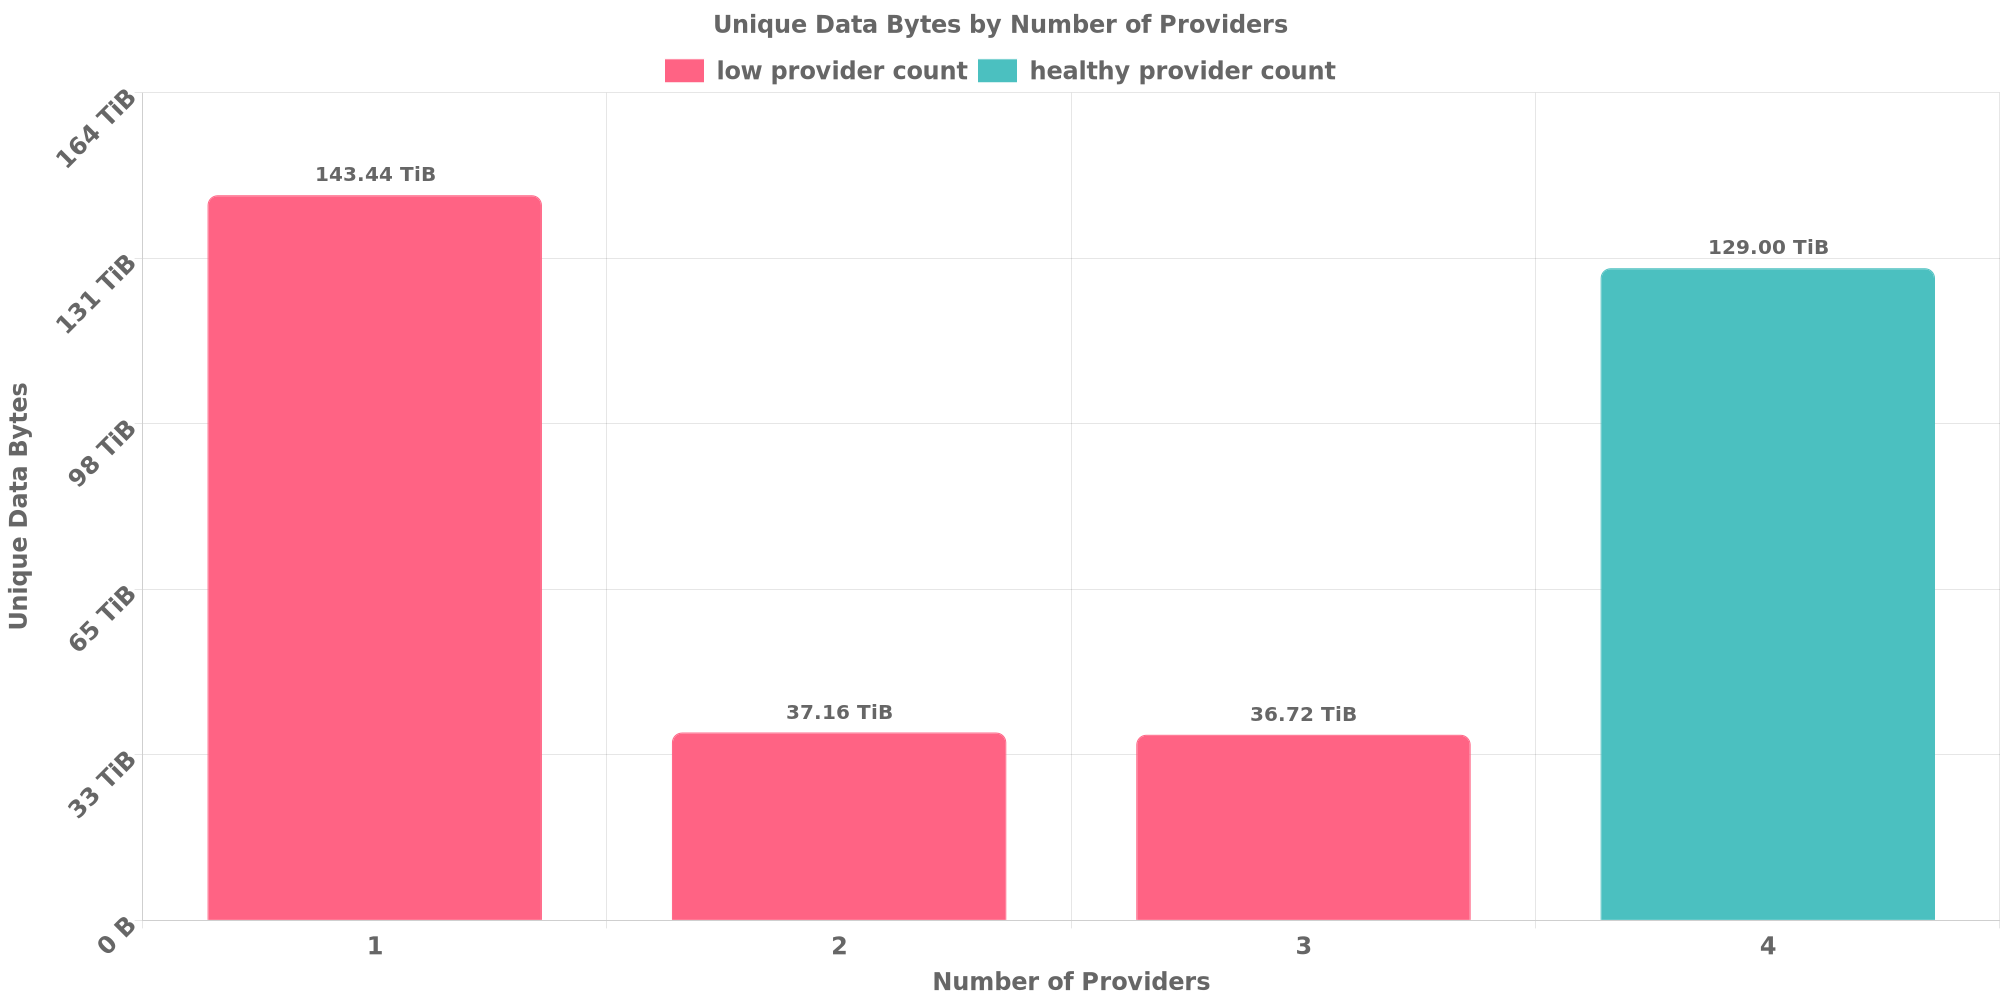 Unique Data Bytes by Number of Providers
low provider count healthy provider count
164 TiB
131 TiB
98 TiB
65 TiB
33 TiB
0 B
Unique Data Bytes
143.44 TiB
37.16 TiB
36.72 TiB
129.00 TiB
1 2 3 4
Number of Providers